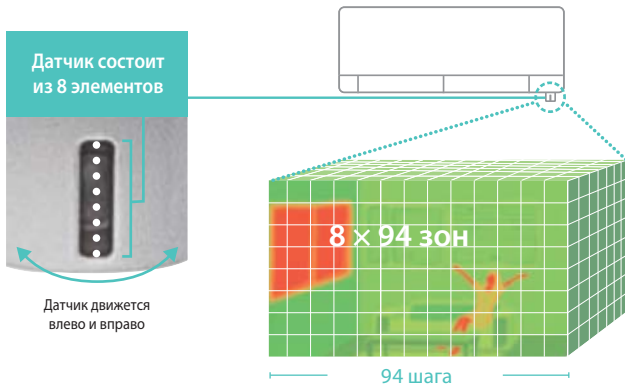 Датчик состоит
из 8 элементов
8 × 94 зон
Датчик движется
влево и вправо
94 шага